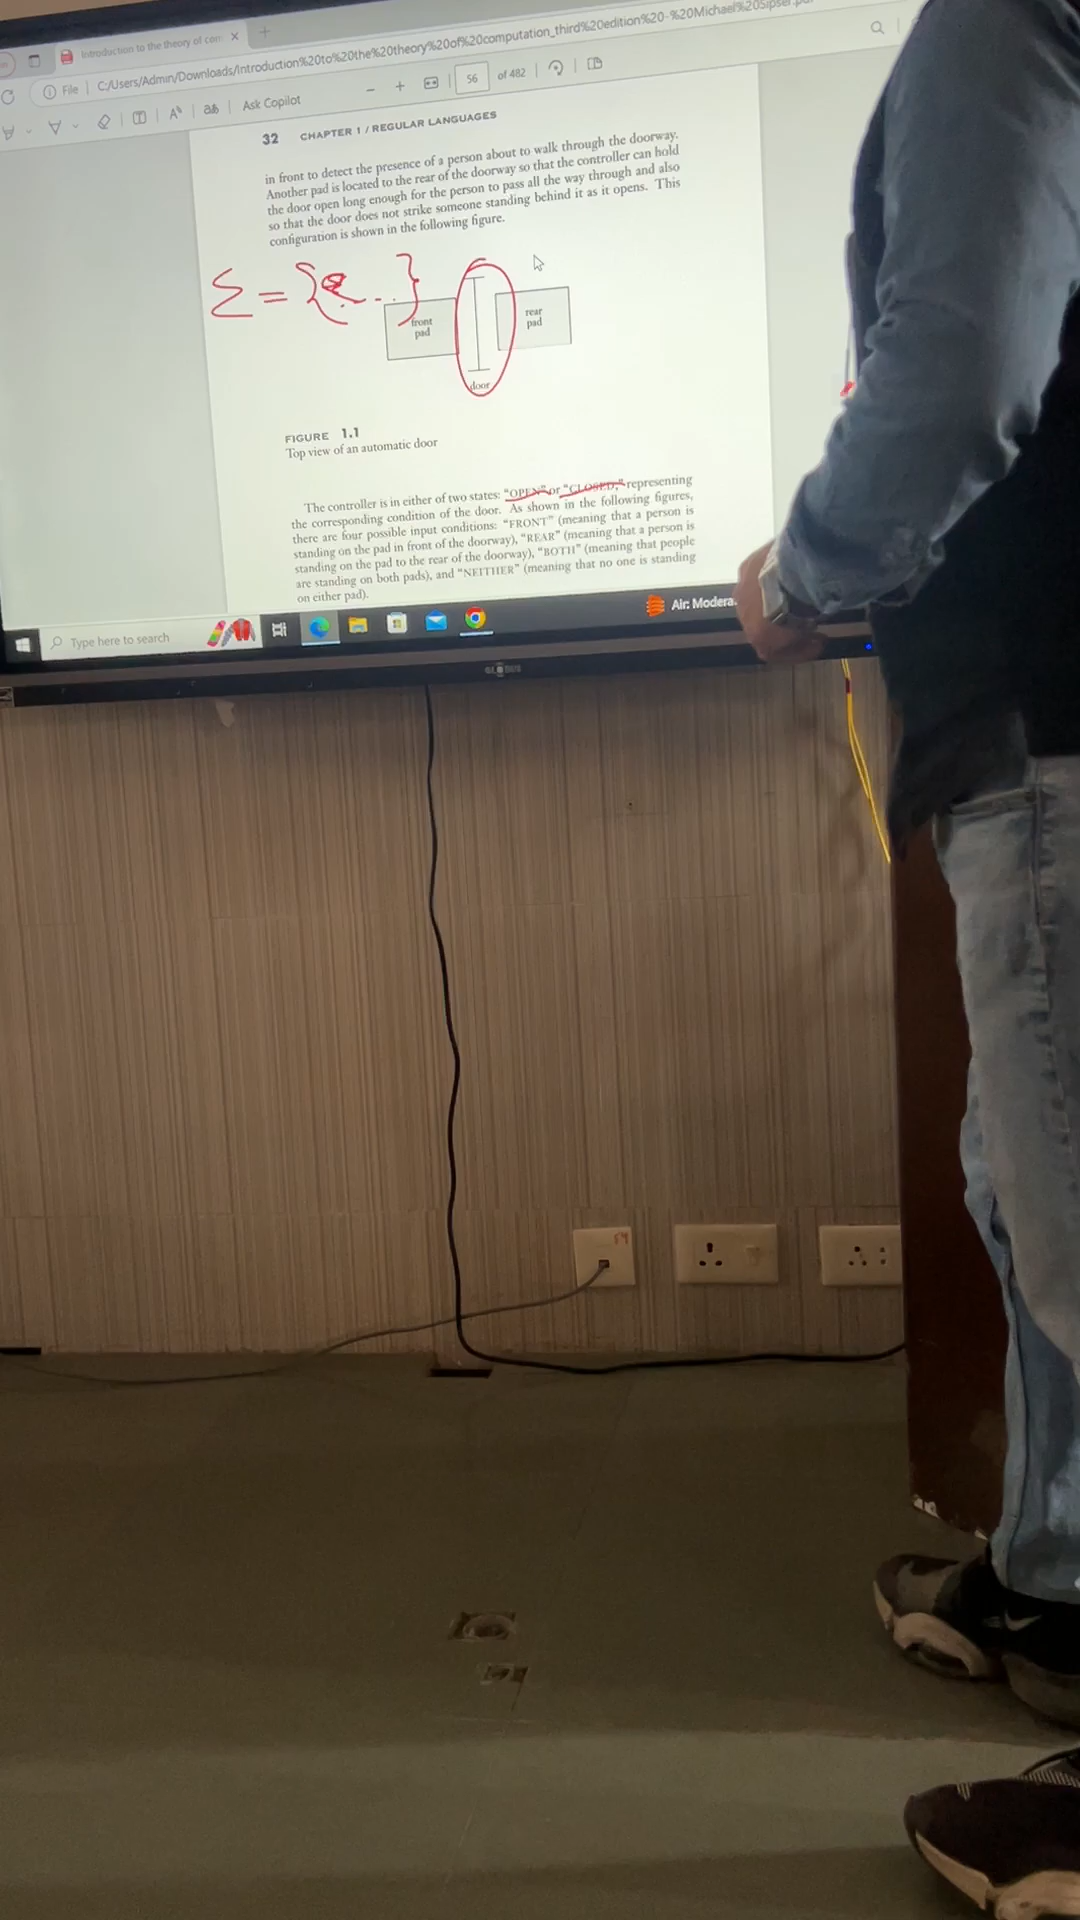 Introduction to the theory of com
File | C:/Users/Admin/Downloads/Introduction%20to%20the%20theory%20of%20computation_third%20edition%20-%20Michael%20Sipser.pdf
Ask Copilot
56 of 482
32 CHAPTER 1 / REGULAR LANGUAGES
in front to detect the presence of a person about to walk through the doorway.
Another pad is located to the rear of the doorway so that the controller can hold
the door open long enough for the person to pass all the way through and also
so that the door does not strike someone standing behind it as it opens. This
configuration is shown in the following figure.
Σ = {
front
pad
rear
pad
door
FIGURE 1.1
Top view of an automatic door
The controller is in either of two states: "OPEN" or "CLOSED," representing
the corresponding condition of the door. As shown in the following figures,
there are four possible input conditions: "FRONT" (meaning that a person is
standing on the pad in front of the doorway), "REAR" (meaning that a person is
standing on the pad to the rear of the doorway), "BOTH" (meaning that people
are standing on both pads), and "NEITHER" (meaning that no one is standing
on either pad).
Type here to search
Air: Modera
GLOBUS